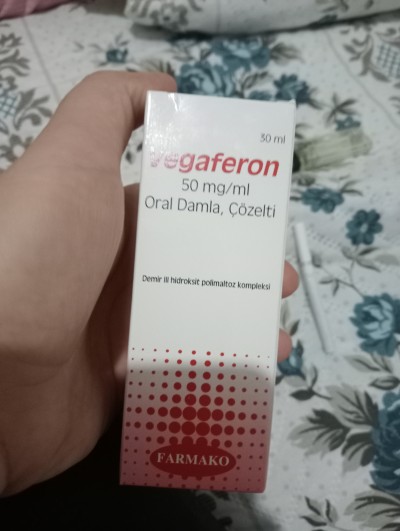 30 ml
vegaferon
50 mg/ml
Oral Damla, Çözelti
Demir III hidroksit polimaltoz kompleksi
FARMAKO